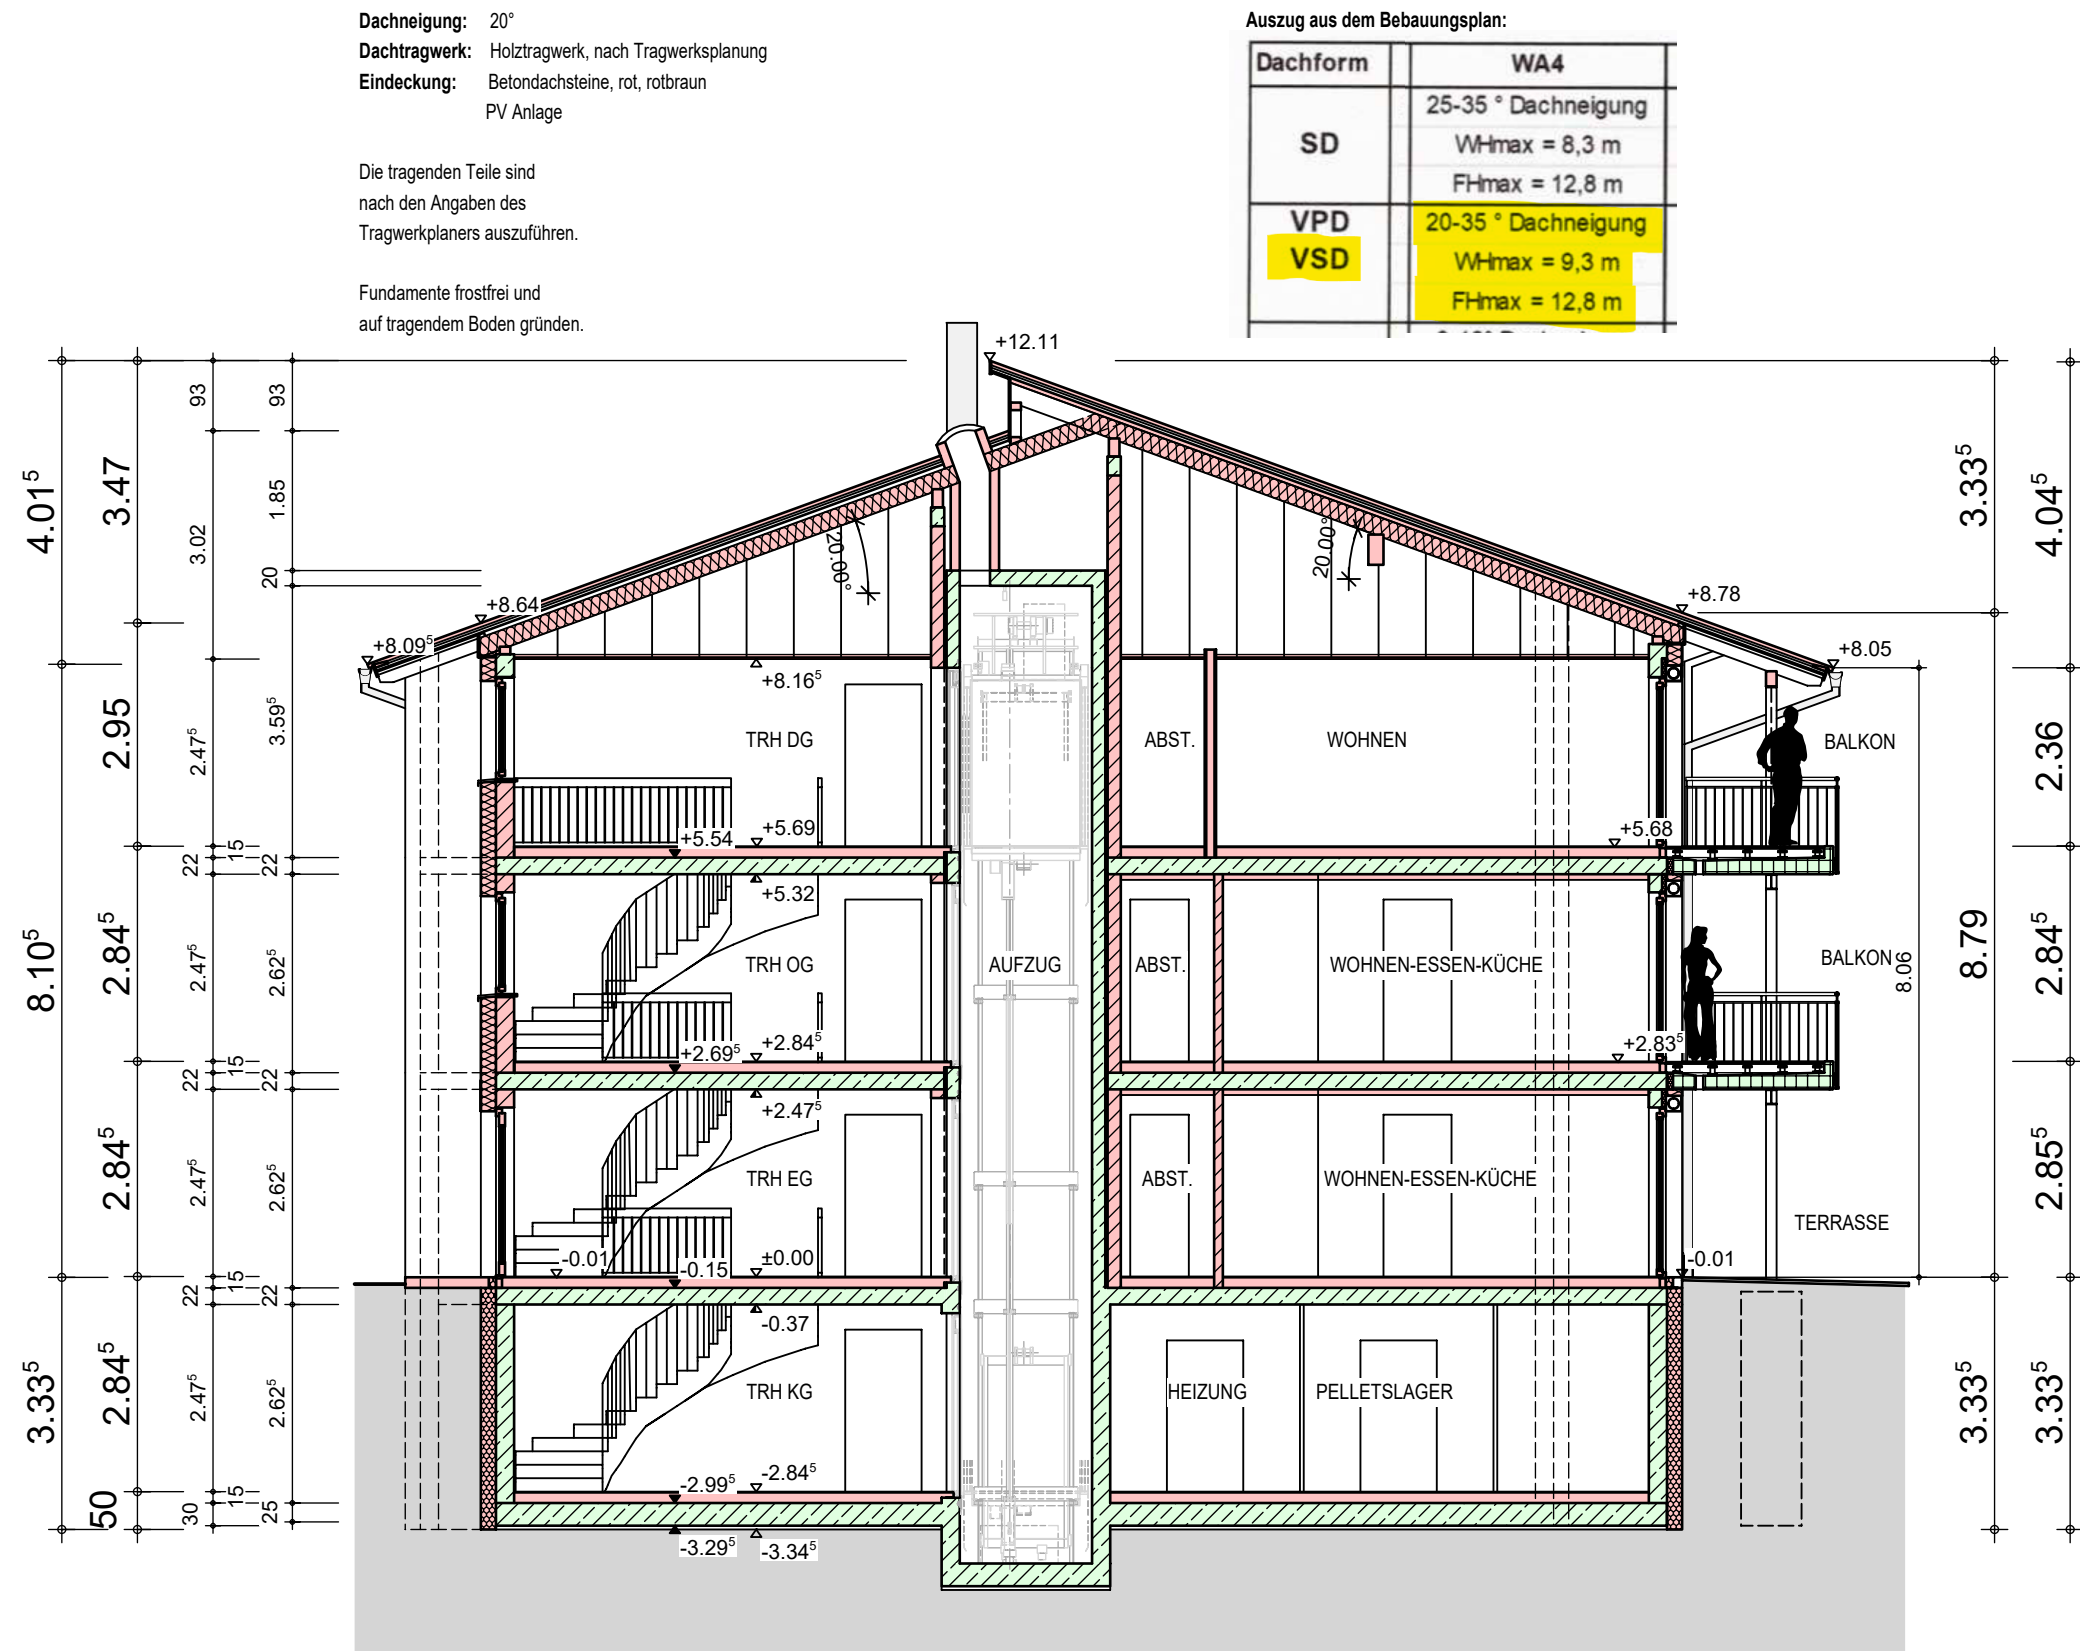 Dachneigung: 20°
Dachtragwerk: Holztragwerk, nach Tragwerksplanung
Eindeckung: Betondachsteine, rot, rotbraun
PV Anlage
Die tragenden Teile sind
nach den Angaben des
Tragwerkplaners auszuführen.
Fundamente frostfrei und
auf tragendem Boden gründen.
Auszug aus dem Bebauungsplan:
Dachform WA4
25-35 ° Dachneigung
SD WHmax = 8,3 m
FHmax = 12,8 m
VPD 20-35 ° Dachneigung
VSD WHmax = 9,3 m
FHmax = 12,8 m
+12.11
93 93
4.01⁵ 3.47 3.02 1.85 20
3.33⁵ 4.04⁵
20.00° 20.00°
+8.64 +8.78
+8.09⁵ +8.05
+8.16⁵
2.95 2.47⁵ 3.59⁵
TRH DG ABST. WOHNEN BALKON
2.36
+5.54 +5.69 +5.68
22 15 22
+5.32
8.10⁵ 2.84⁵ 2.47⁵ 2.62⁵
TRH OG AUFZUG ABST. WOHNEN-ESSEN-KÜCHE BALKON
8.06 8.79 2.84⁵
+2.69⁵ +2.84⁵ +2.83⁵
22 15 22
+2.47⁵
2.84⁵ 2.47⁵ 2.62⁵
TRH EG ABST. WOHNEN-ESSEN-KÜCHE
2.85⁵
TERRASSE
-0.01 -0.15 ±0.00 -0.01
22 15 22
-0.37
3.33⁵ 2.84⁵ 2.47⁵ 2.62⁵
TRH KG HEIZUNG PELLETSLAGER
3.33⁵ 3.33⁵
-2.99⁵ -2.84⁵
50 30 15 25
-3.29⁵ -3.34⁵